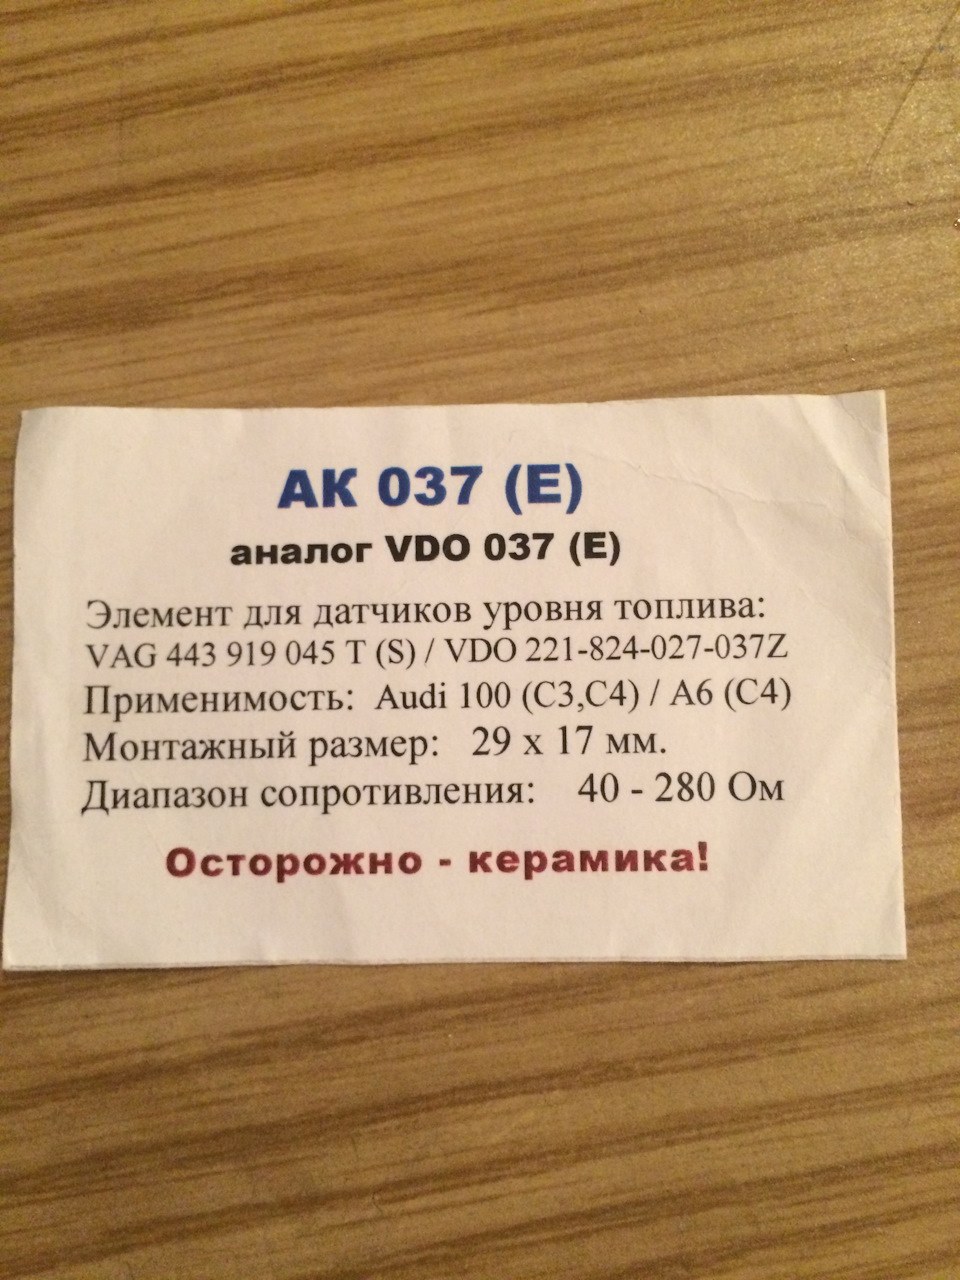 АК 037 (Е)
аналог VDO 037 (Е)
Элемент для датчиков уровня топлива:
VAG 443 919 045 T (S) / VDO 221-824-027-037Z
Применимость: Audi 100 (C3,C4) / A6 (C4)
Монтажный размер: 29 х 17 мм.
Диапазон сопротивления: 40 - 280 Ом
Осторожно - керамика!